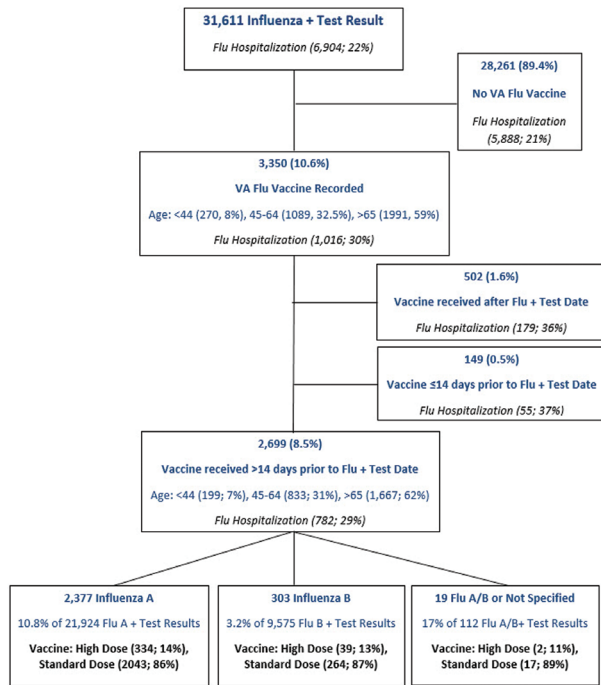 31,611 Influenza + Test Result
Flu Hospitalization (6,904; 22%)
28,261 (89.4%)
No VA Flu Vaccine
Flu Hospitalization
(5,888; 21%)
3,350 (10.6%)
VA Flu Vaccine Recorded
Age: <44 (270, 8%), 45-64 (1089, 32.5%), >65 (1991, 59%)
Flu Hospitalization (1,016; 30%)
502 (1.6%)
Vaccine received after Flu + Test Date
Flu Hospitalization (179; 36%)
149 (0.5%)
Vaccine ≤14 days prior to Flu + Test Date
Flu Hospitalization (55; 37%)
2,699 (8.5%)
Vaccine received >14 days prior to Flu + Test Date
Age: <44 (199; 7%), 45-64 (833; 31%), >65 (1,667; 62%)
Flu Hospitalization (782; 29%)
2,377 Influenza A
10.8% of 21,924 Flu A + Test Results
Vaccine: High Dose (334; 14%),
Standard Dose (2043; 86%)
303 Influenza B
3.2% of 9,575 Flu B + Test Results
Vaccine: High Dose (39; 13%),
Standard Dose (264; 87%)
19 Flu A/B or Not Specified
17% of 112 Flu A/B+ Test Results
Vaccine: High Dose (2; 11%),
Standard Dose (17; 89%)